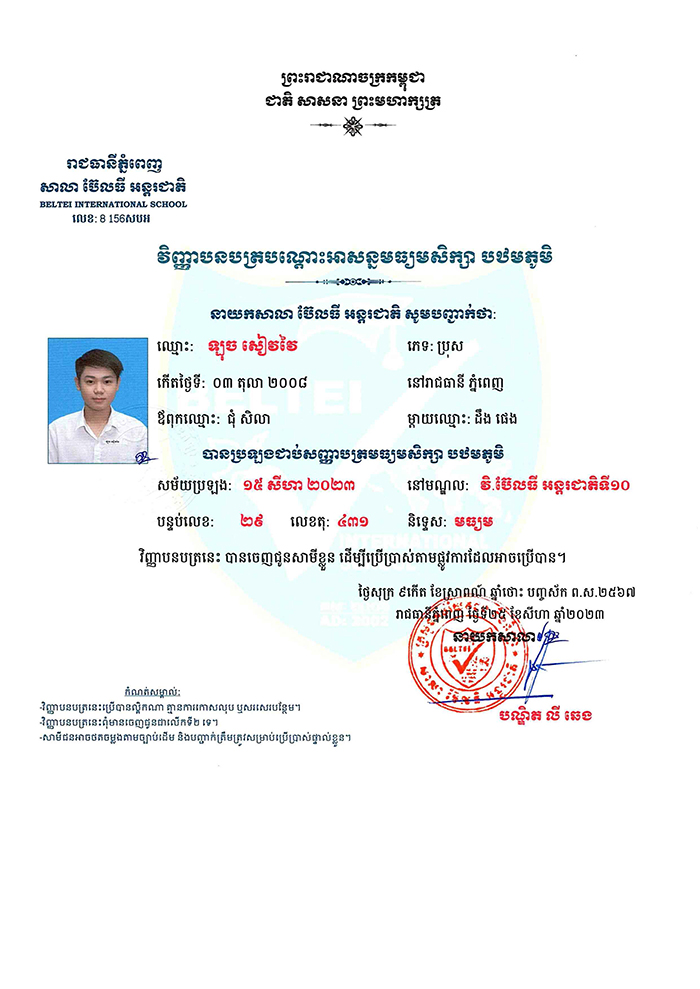 ព្រះរាជាណាចក្រកម្ពុជា
ជាតិ សាសនា ព្រះមហាក្សត្រ
រាជធានីភ្នំពេញ
សាលា ប៊ែលធី អន្តរជាតិ
BELTEI INTERNATIONAL SCHOOL
លេខ: 8 156សបអ
វិញ្ញាបនបត្របណ្តោះអាសន្នមធ្យមសិក្សា បឋមភូមិ
នាយកសាលា ប៊ែលធី អន្តរជាតិ សូមបញ្ជាក់ថា:
ឈ្មោះ: ឡុច សៀវវៃ ភេទ: ប្រុស
កើតថ្ងៃទី: ០៣ តុលា ២០០៨ នៅរាជធានី ភ្នំពេញ
ឪពុកឈ្មោះ: ជុំ សិលា ម្តាយឈ្មោះ: ដឹង ផេង
បានប្រឡងជាប់សញ្ញាបត្រមធ្យមសិក្សា បឋមភូមិ
សម័យប្រឡង: ១៥ សីហា ២០២៣ នៅមណ្ឌល: វិ.ប៊ែលធី អន្តរជាតិទី១០
បន្ទប់លេខ: ២៩ លេខតុ: ៤៣១ និទ្ទេស: មធ្យម
វិញ្ញាបនបត្រនេះ បានចេញជូនសាមីខ្លួន ដើម្បីប្រើប្រាស់តាមផ្លូវការដែលអាចប្រើបាន។
ថ្ងៃសុក្រ ៩កើត ខែស្រាពណ៍ ឆ្នាំថោះ បញ្ចស័ក ព.ស.២៥៦៧
រាជធានីភ្នំពេញ ថ្ងៃទី២៥ ខែសីហា ឆ្នាំ២០២៣
នាយកសាលា
BELTEI
បណ្ឌិត លី ឆេង
កំណត់សម្គាល់:
-វិញ្ញាបនបត្រនេះប្រើបានល្គឹកណា គ្មានការកោសលុប ឬសរសេរបន្ថែម។
-វិញ្ញាបនបត្រនេះពុំមានចេញជូនជាលើកទី២ ទេ។
-សាមីជនអាចថតចម្លងតាមច្បាប់ដើម និងបញ្ជាក់ត្រឹមត្រូវសម្រាប់ប្រើប្រាស់ផ្ទាល់ខ្លួន។